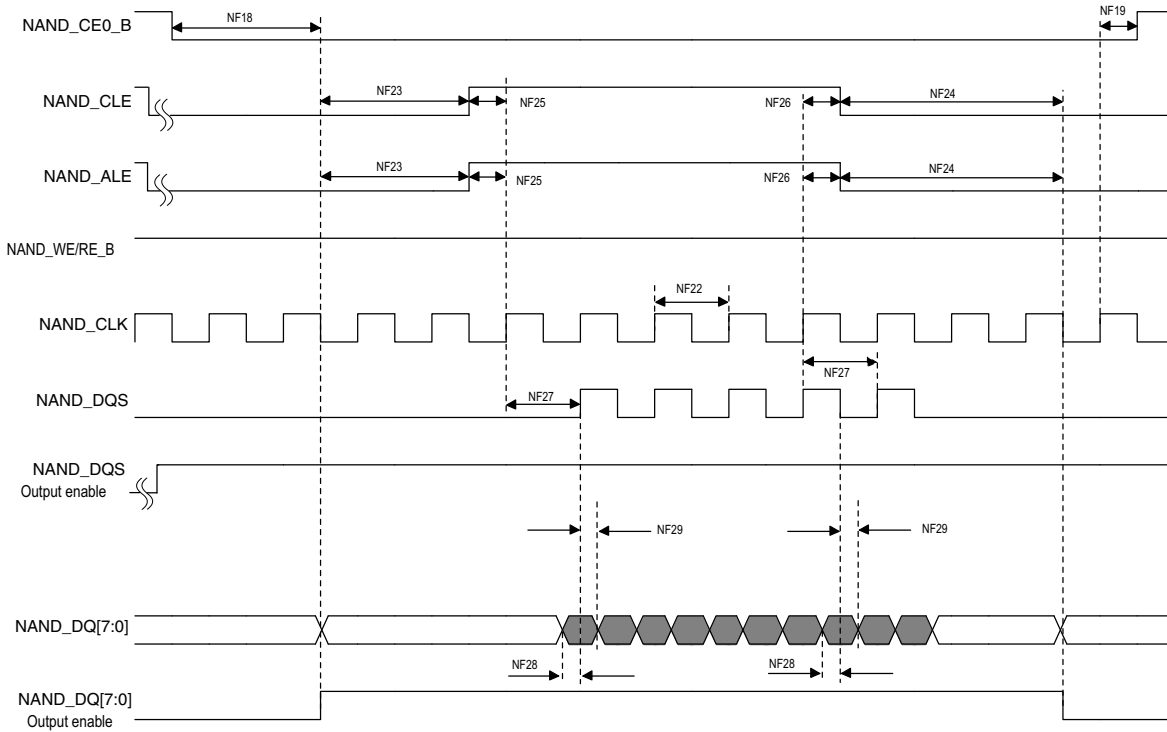 NAND_CE0_B
NF18
NF19
NAND_CLE
NF23
NF25
NF26
NF24
NAND_ALE
NF23
NF25
NF26
NF24
NAND_WE/RE_B
NF22
NAND_CLK
NF27
NAND_DQS
NF27
NAND_DQS
Output enable
NF29
NF29
NAND_DQ[7:0]
NF28
NF28
NAND_DQ[7:0]
Output enable